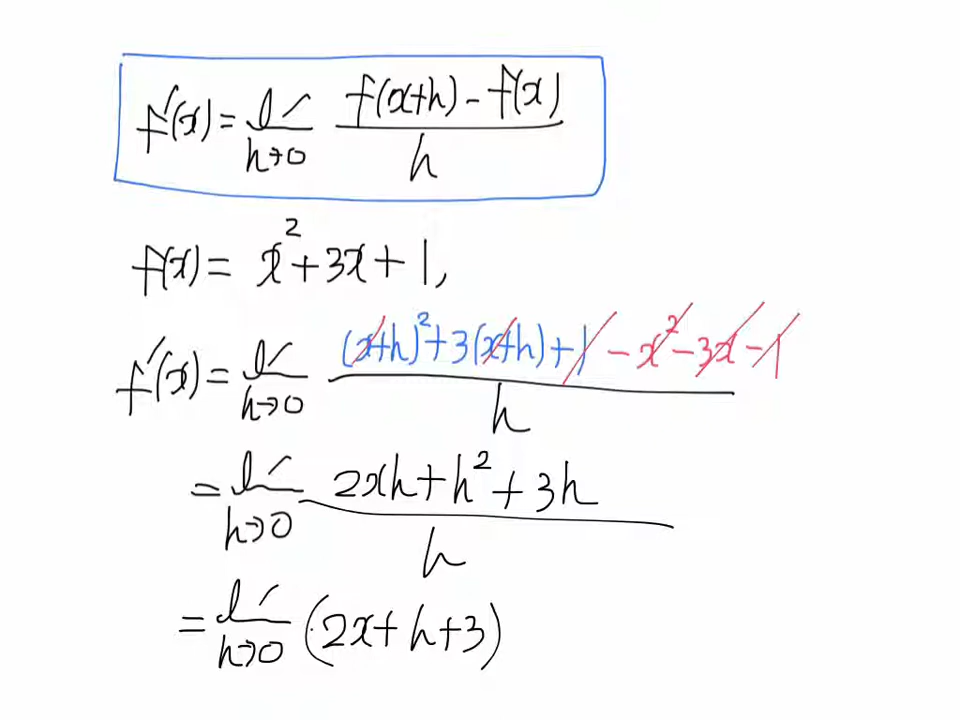 f'(x) = lim h→0 f(x+h) - f(x) / h
f(x) = x² + 3x + 1,
f'(x) = lim h→0 (x+h)² + 3(x+h) + 1 - x² - 3x - 1 / h
= lim h→0 2xh + h² + 3h / h
= lim h→0 (2x + h + 3)